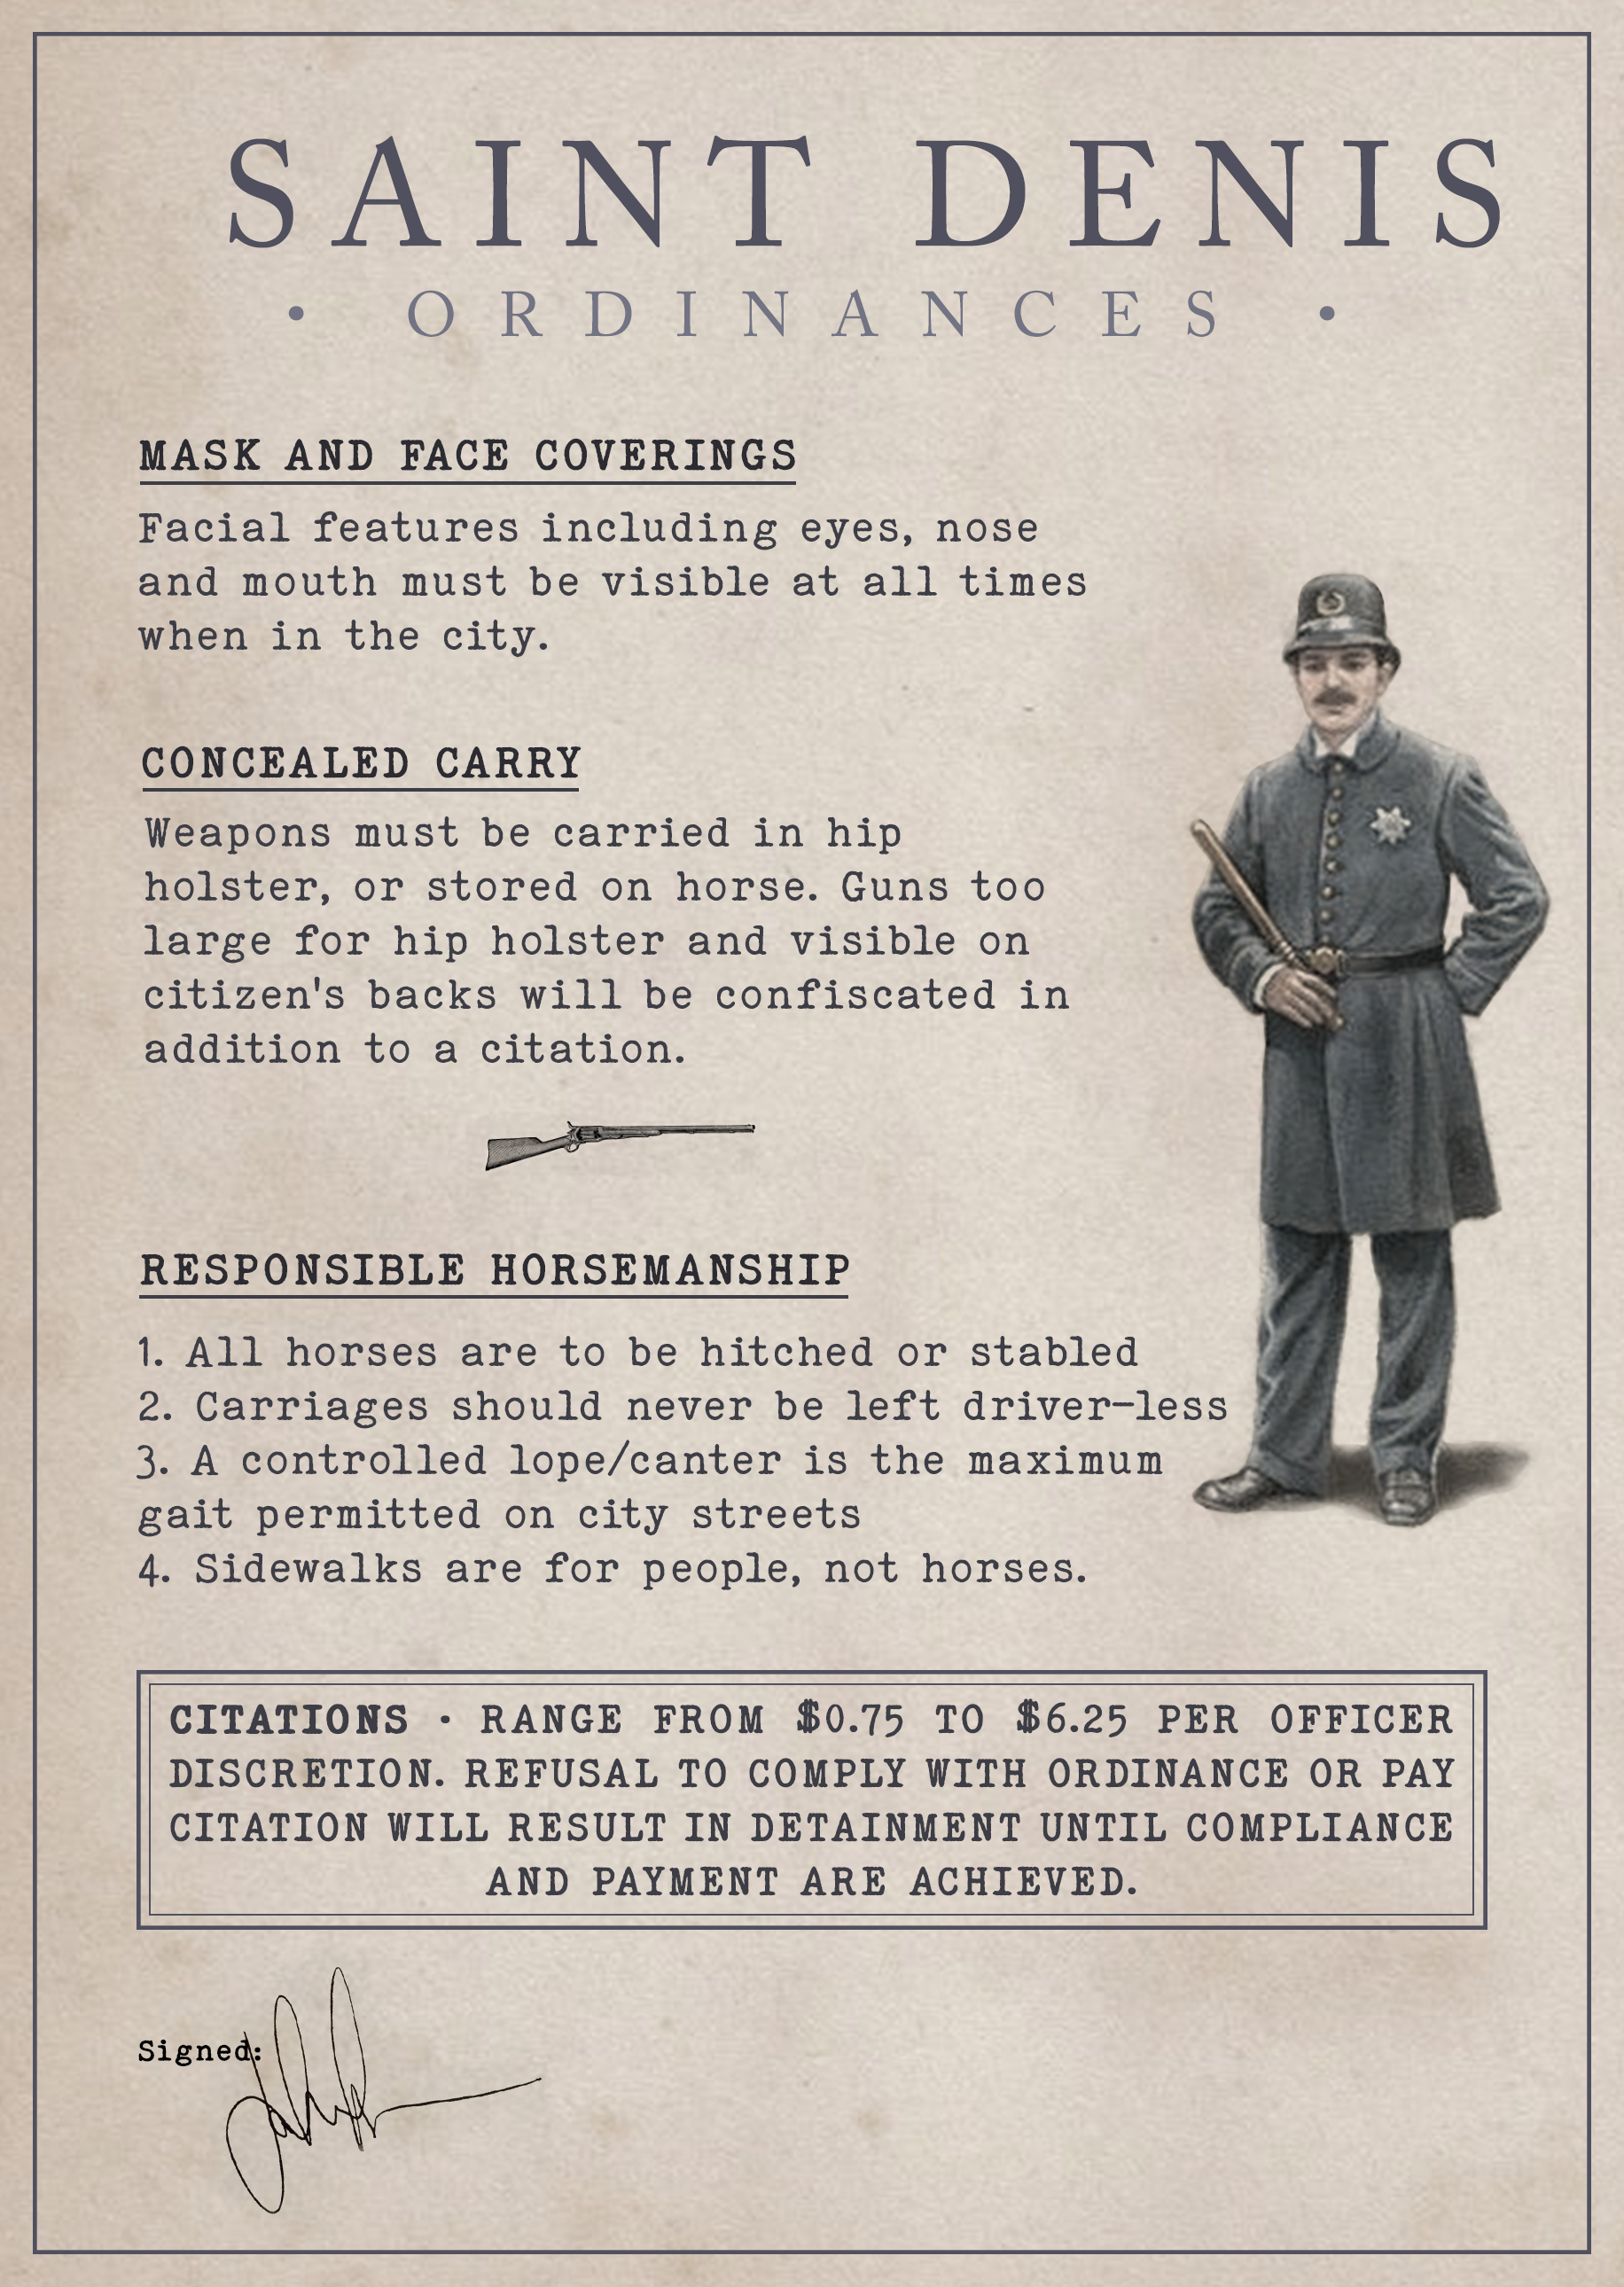 SAINT DENIS
• ORDINANCES •
MASK AND FACE COVERINGS
Facial features including eyes, nose
and mouth must be visible at all times
when in the city.
CONCEALED CARRY
Weapons must be carried in hip
holster, or stored on horse. Guns too
large for hip holster and visible on
citizen's backs will be confiscated in
addition to a citation.
RESPONSIBLE HORSEMANSHIP
1. All horses are to be hitched or stabled
2. Carriages should never be left driver-less
3. A controlled lope/canter is the maximum
gait permitted on city streets
4. Sidewalks are for people, not horses.
CITATIONS · RANGE FROM $0.75 TO $6.25 PER OFFICER
DISCRETION. REFUSAL TO COMPLY WITH ORDINANCE OR PAY
CITATION WILL RESULT IN DETAINMENT UNTIL COMPLIANCE
AND PAYMENT ARE ACHIEVED.
Signed: